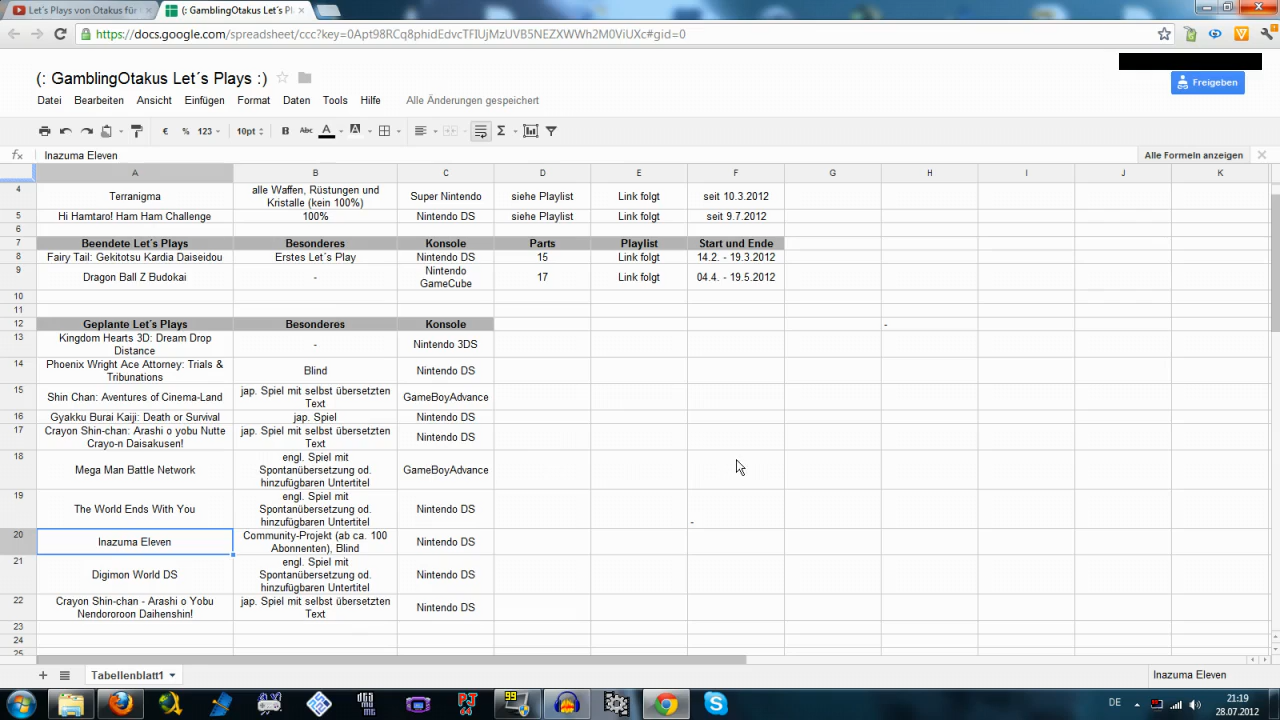 Let´s Plays von Otakus für
(: GamblingOtakus Let´s Pl
https://docs.google.com/spreadsheet/ccc?key=0Apt98RCq8phidEdvcTFIUjMzUVB5NEZXWWh2M0ViUXc#gid=0
(: GamblingOtakus Let´s Plays :)
Freigeben
Datei Bearbeiten Ansicht Einfügen Format Daten Tools Hilfe Alle Änderungen gespeichert
€ % 123 10pt B Abc A A Σ
fx Inazuma Eleven Alle Formeln anzeigen
A B C D E F G H I J K
4 Terranigma alle Waffen, Rüstungen und Kristalle (kein 100%) Super Nintendo siehe Playlist Link folgt seit 10.3.2012
5 Hi Hamtaro! Ham Ham Challenge 100% Nintendo DS siehe Playlist Link folgt seit 9.7.2012
6
7 Beendete Let´s Plays Besonderes Konsole Parts Playlist Start und Ende
8 Fairy Tail: Gekitotsu Kardia Daiseidou Erstes Let´s Play Nintendo DS 15 Link folgt 14.2. - 19.3.2012
9 Dragon Ball Z Budokai - Nintendo GameCube 17 Link folgt 04.4. - 19.5.2012
10
11
12 Geplante Let´s Plays Besonderes Konsole -
13 Kingdom Hearts 3D: Dream Drop Distance - Nintendo 3DS
14 Phoenix Wright Ace Attorney: Trials & Tribunations Blind Nintendo DS
15 Shin Chan: Aventures of Cinema-Land jap. Spiel mit selbst übersetzten Text GameBoyAdvance
16 Gyakku Burai Kaiji: Death or Survival jap. Spiel Nintendo DS
17 Crayon Shin-chan: Arashi o yobu Nutte Crayo-n Daisakusen! jap. Spiel mit selbst übersetzten Text Nintendo DS
18 Mega Man Battle Network engl. Spiel mit Spontanübersetzung od. hinzufügbaren Untertitel GameBoyAdvance
19 The World Ends With You engl. Spiel mit Spontanübersetzung od. hinzufügbaren Untertitel Nintendo DS -
20 Inazuma Eleven Community-Projekt (ab ca. 100 Abonnenten), Blind Nintendo DS
21 Digimon World DS engl. Spiel mit Spontanübersetzung od. hinzufügbaren Untertitel Nintendo DS
22 Crayon Shin-chan - Arashi o Yobu Nendororoon Daihenshin! jap. Spiel mit selbst übersetzten Text Nintendo DS
23
24
25
Tabellenblatt1 Inazuma Eleven
DE 21:19
28.07.2012